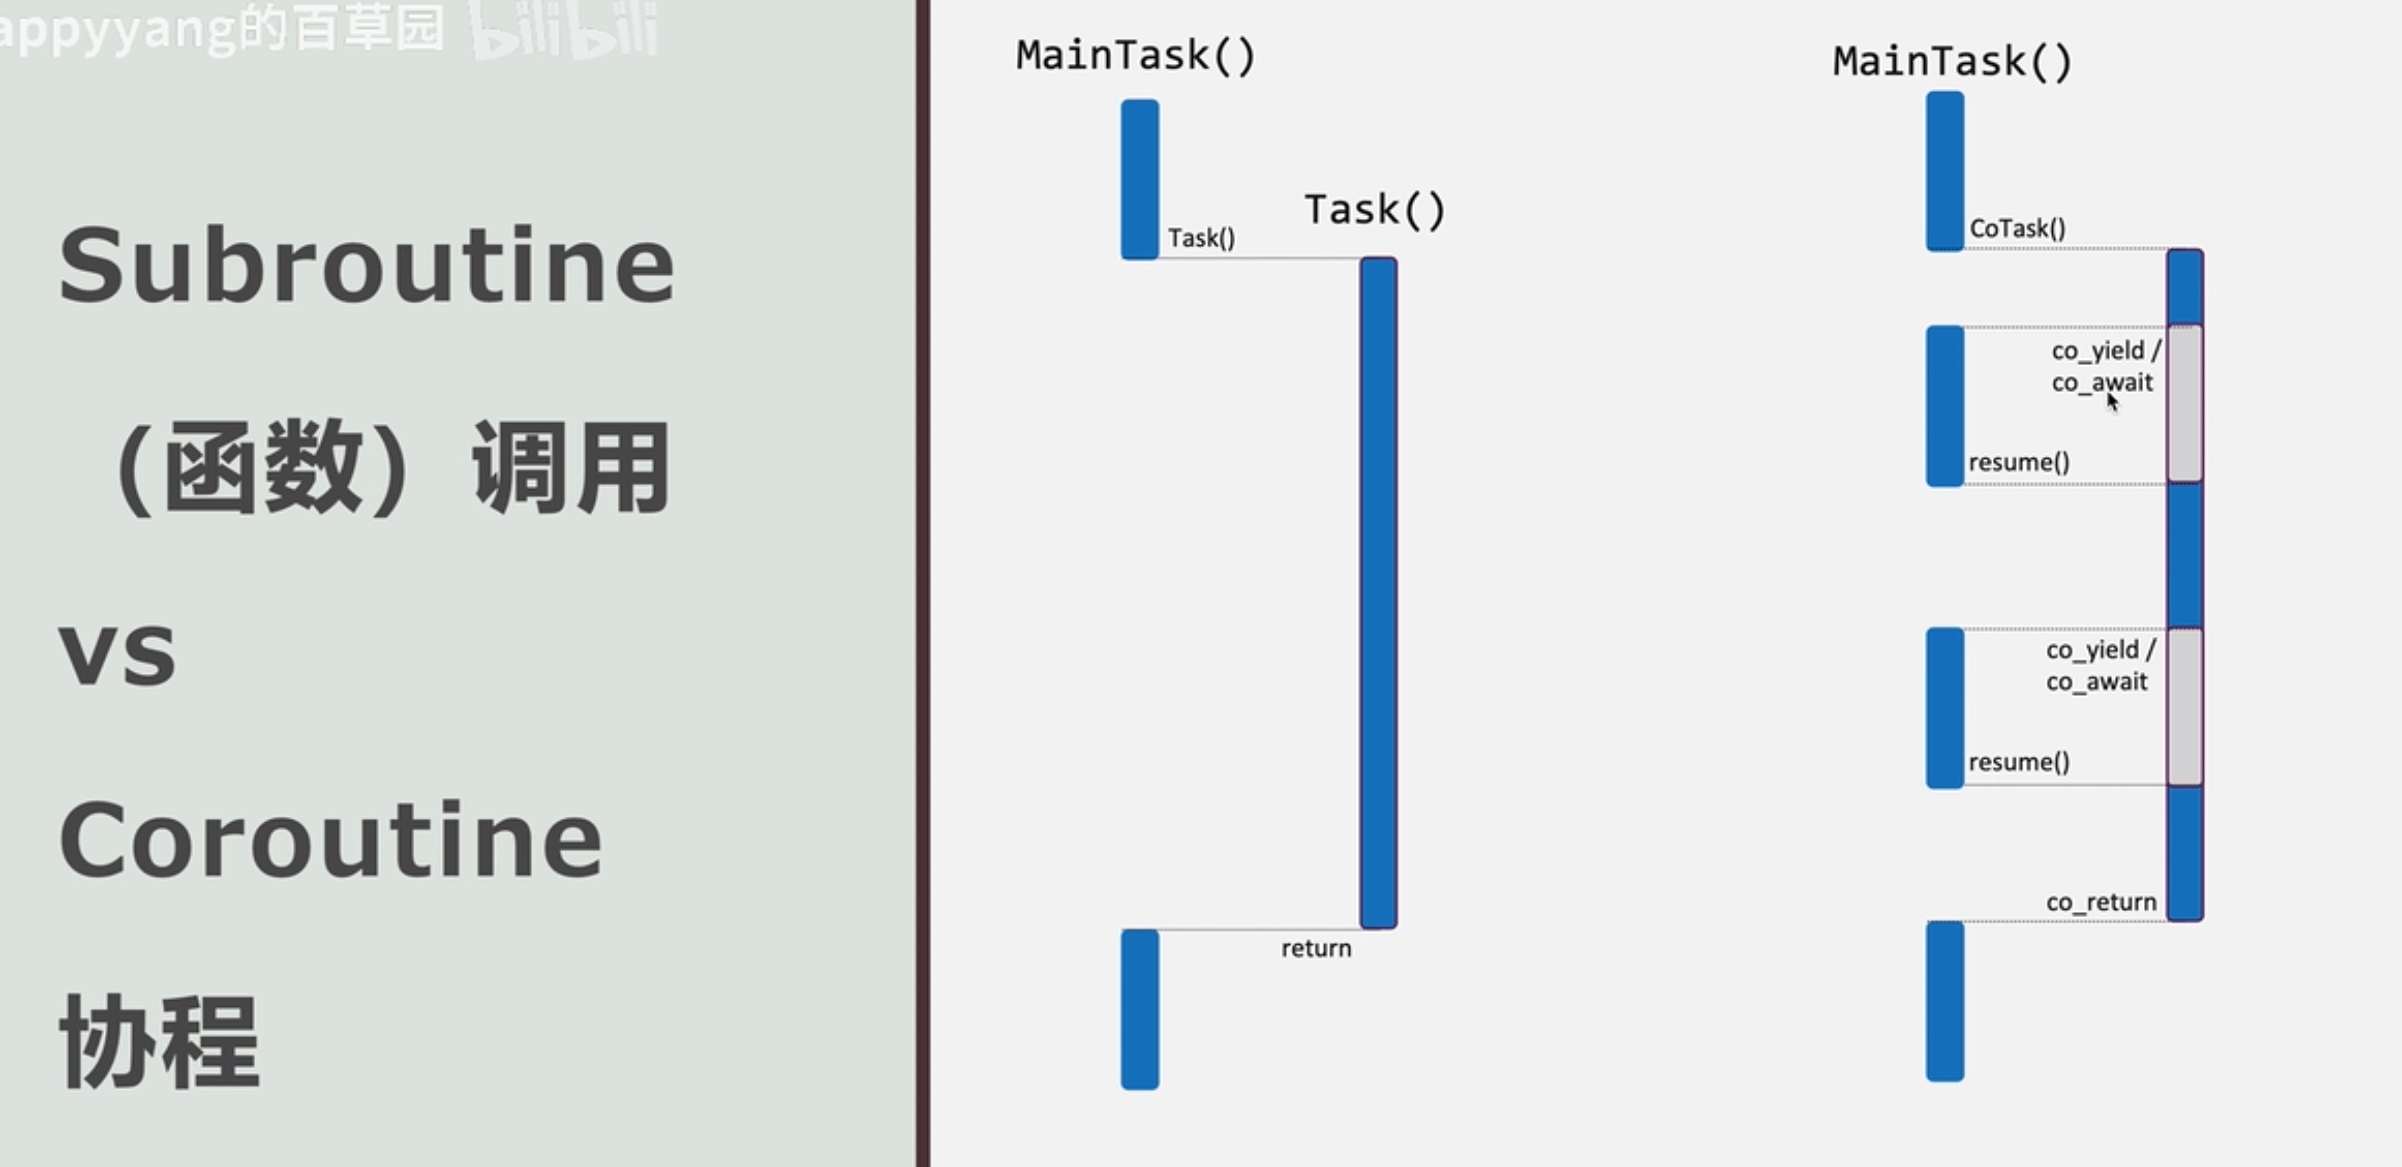 appyyang的百草园 bilibili
Subroutine
（函数）调用
vs
Coroutine
协程
MainTask()
Task()
Task()
return
MainTask()
CoTask()
co_yield /
co_await
resume()
co_yield /
co_await
resume()
co_return